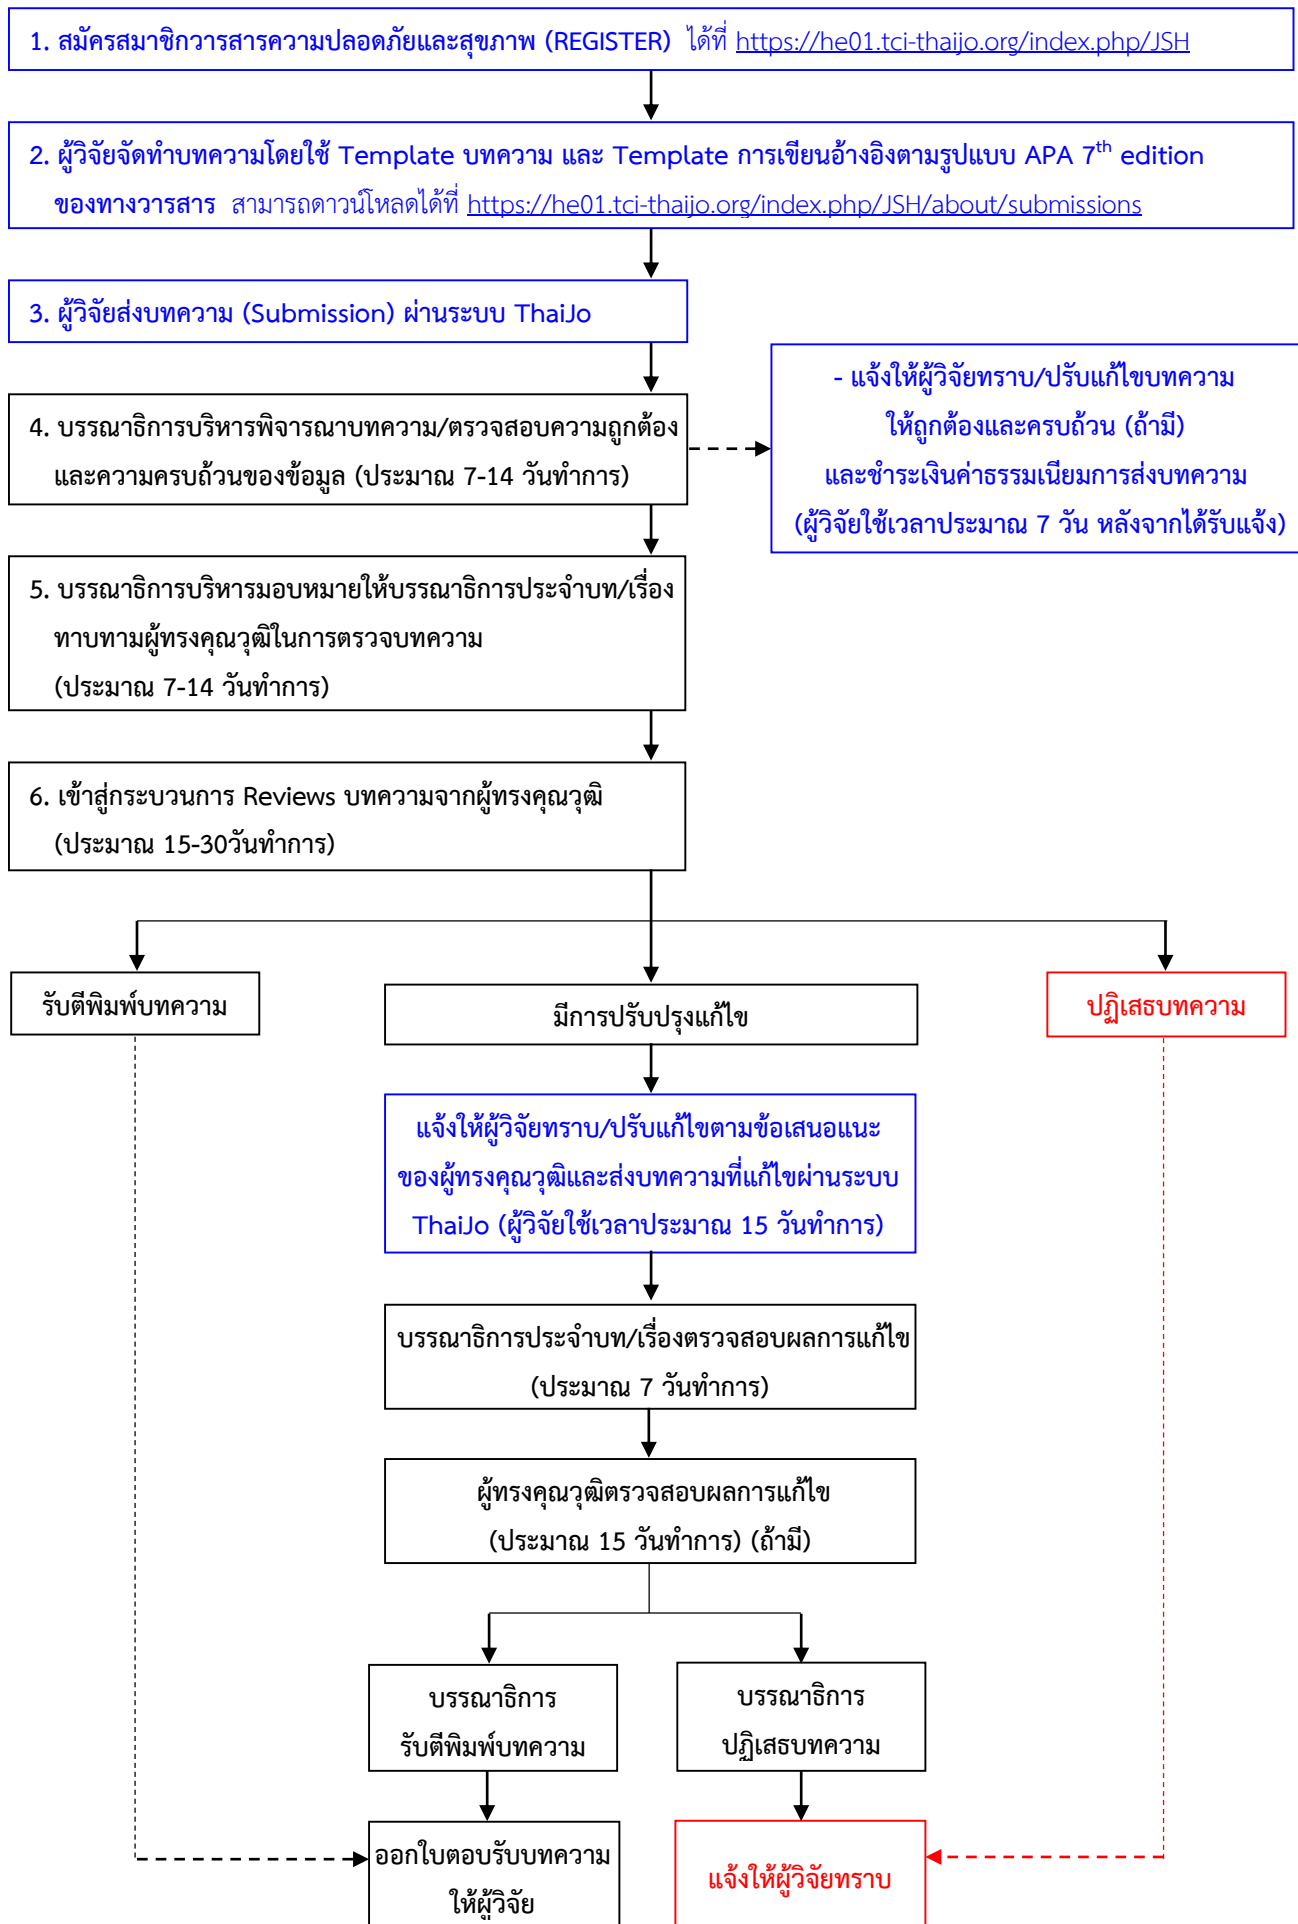 1. สมัครสมาชิกวารสารความปลอดภัยและสุขภาพ (REGISTER) ได้ที่ https://he01.tci-thaijo.org/index.php/JSH
2. ผู้วิจัยจัดทำบทความโดยใช้ Template บทความ และ Template การเขียนอ้างอิงตามรูปแบบ APA 7th edition
ของทางวารสาร สามารถดาวน์โหลดได้ที่ https://he01.tci-thaijo.org/index.php/JSH/about/submissions
3. ผู้วิจัยส่งบทความ (Submission) ผ่านระบบ ThaiJo
4. บรรณาธิการบริหารพิจารณาบทความ/ตรวจสอบความถูกต้อง
และความครบถ้วนของข้อมูล (ประมาณ 7-14 วันทำการ)
- แจ้งให้ผู้วิจัยทราบ/ปรับแก้ไขบทความ
ให้ถูกต้องและครบถ้วน (ถ้ามี)
และชำระเงินค่าธรรมเนียมการส่งบทความ
(ผู้วิจัยใช้เวลาประมาณ 7 วัน หลังจากได้รับแจ้ง)
5. บรรณาธิการบริหารมอบหมายให้บรรณาธิการประจำบท/เรื่อง
ทาบทามผู้ทรงคุณวุฒิในการตรวจบทความ
(ประมาณ 7-14 วันทำการ)
6. เข้าสู่กระบวนการ Reviews บทความจากผู้ทรงคุณวุฒิ
(ประมาณ 15-30วันทำการ)
รับตีพิมพ์บทความ
มีการปรับปรุงแก้ไข
ปฏิเสธบทความ
แจ้งให้ผู้วิจัยทราบ/ปรับแก้ไขตามข้อเสนอแนะ
ของผู้ทรงคุณวุฒิและส่งบทความที่แก้ไขผ่านระบบ
ThaiJo (ผู้วิจัยใช้เวลาประมาณ 15 วันทำการ)
บรรณาธิการประจำบท/เรื่องตรวจสอบผลการแก้ไข
(ประมาณ 7 วันทำการ)
ผู้ทรงคุณวุฒิตรวจสอบผลการแก้ไข
(ประมาณ 15 วันทำการ) (ถ้ามี)
บรรณาธิการ
รับตีพิมพ์บทความ
บรรณาธิการ
ปฏิเสธบทความ
ออกใบตอบรับบทความ
ให้ผู้วิจัย
แจ้งให้ผู้วิจัยทราบ